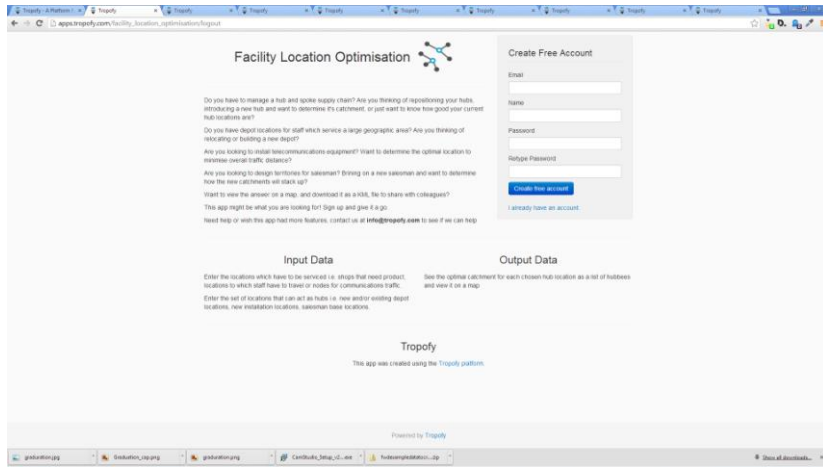 Tropofy - A Platform f...
Tropofy
Tropofy
Tropofy
Tropofy
Tropofy
Tropofy
Tropofy
Tropofy
apps.tropofy.com/facility_location_optimisation/logout
Facility Location Optimisation
Do you have to manage a hub and spoke supply chain? Are you thinking of repositioning your hubs,
introducing a new hub and want to determine it's catchment, or just want to know how good your current
hub locations are?
Do you have depot locations for staff which service a large geographic area? Are you thinking of
relocating or building a new depot?
Are you looking to install telecommunications equipment? Want to determine the optimal location to
minimise overall traffic distance?
Are you looking to design territories for salesman? Brining on a new salesman and want to determine
how the new catchments will stack up?
Want to view the answer on a map, and download it as a KML file to share with colleagues?
This app might be what you are looking for! Sign up and give it a go.
Need help or wish this app had more features, contact us at info@tropofy.com to see if we can help
Create Free Account
Email
Name
Password
Retype Password
Create free account
I already have an account
Input Data
Enter the locations which have to be serviced i.e. shops that need product,
locations to which staff have to travel or nodes for communications traffic.
Enter the set of locations that can act as hubs i.e. new and/or existing depot
locations, new installation locations, salesman base locations.
Output Data
See the optimal catchment for each chosen hub location as a list of hub/tees
and view it on a map
Tropofy
This app was created using the Tropofy platform.
Powered by Tropofy
graduration.jpg
Graduation_cap.png
graduration.png
CamStudio_Setup_v2....exe
Show all downloads...